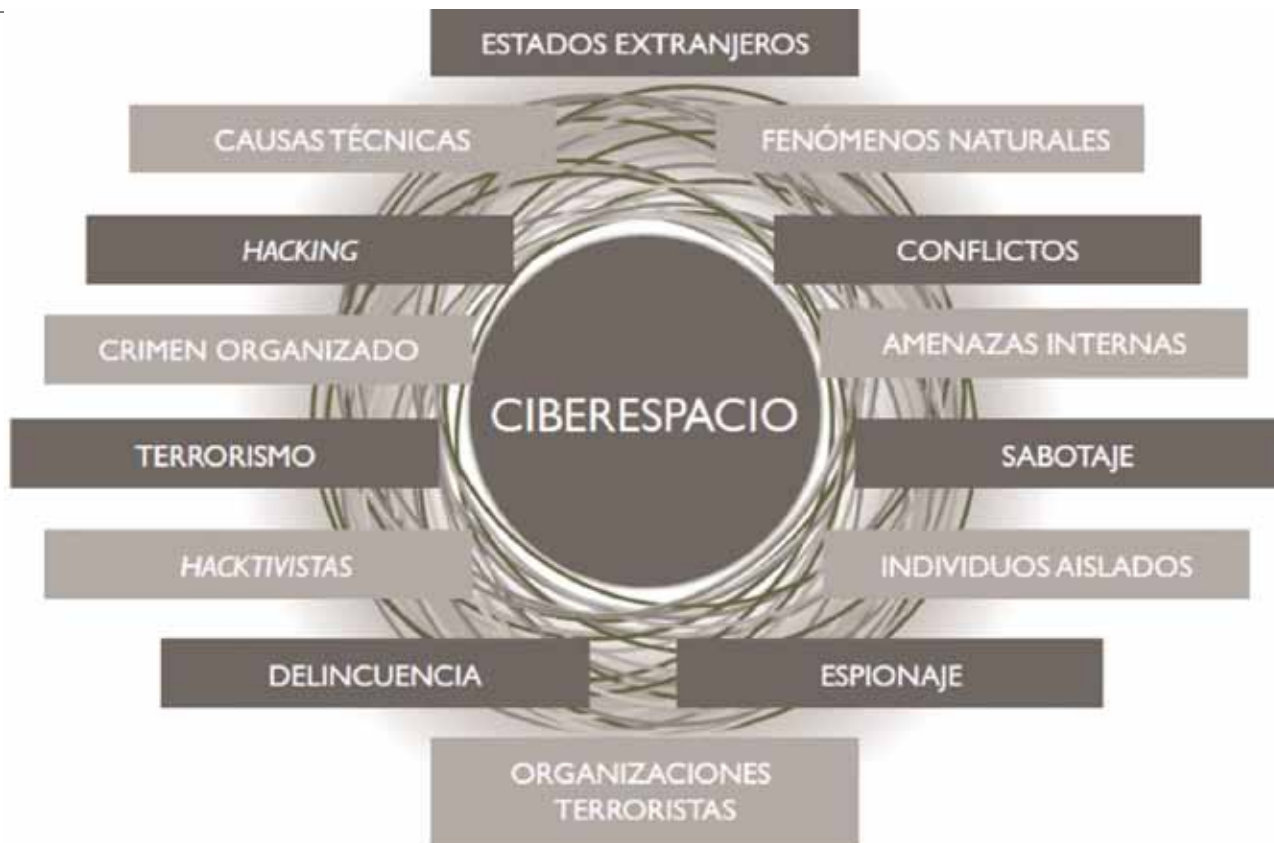 ESTADOS EXTRANJEROS
CAUSAS TÉCNICAS
FENÓMENOS NATURALES
HACKING
CONFLICTOS
CRIMEN ORGANIZADO
AMENAZAS INTERNAS
CIBERESPACIO
TERRORISMO
SABOTAJE
HACKTIVISTAS
INDIVIDUOS AISLADOS
DELINCUENCIA
ESPIONAJE
ORGANIZACIONES
TERRORISTAS